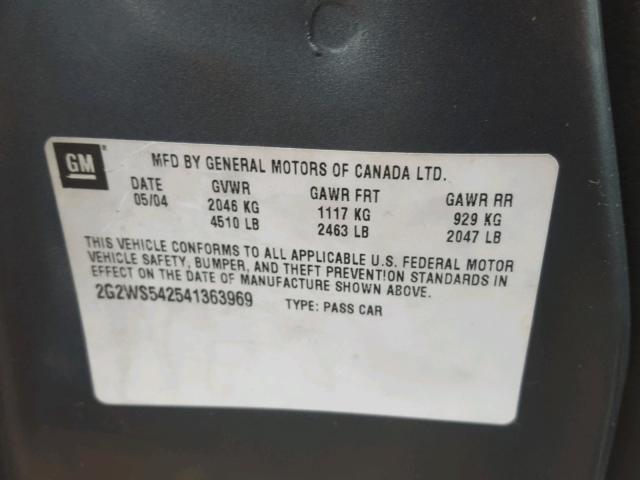 GM
MFD BY GENERAL MOTORS OF CANADA LTD.
DATE GVWR GAWR FRT GAWR RR
05/04 2046 KG 1117 KG 929 KG
4510 LB 2463 LB 2047 LB
THIS VEHICLE CONFORMS TO ALL APPLICABLE U.S. FEDERAL MOTOR
VEHICLE SAFETY, BUMPER, AND THEFT PREVENTION STANDARDS IN
EFFECT ON THE DATE OF MANUFACTURE SHOWN ABOVE.
2G2WS542541363969 TYPE: PASS CAR